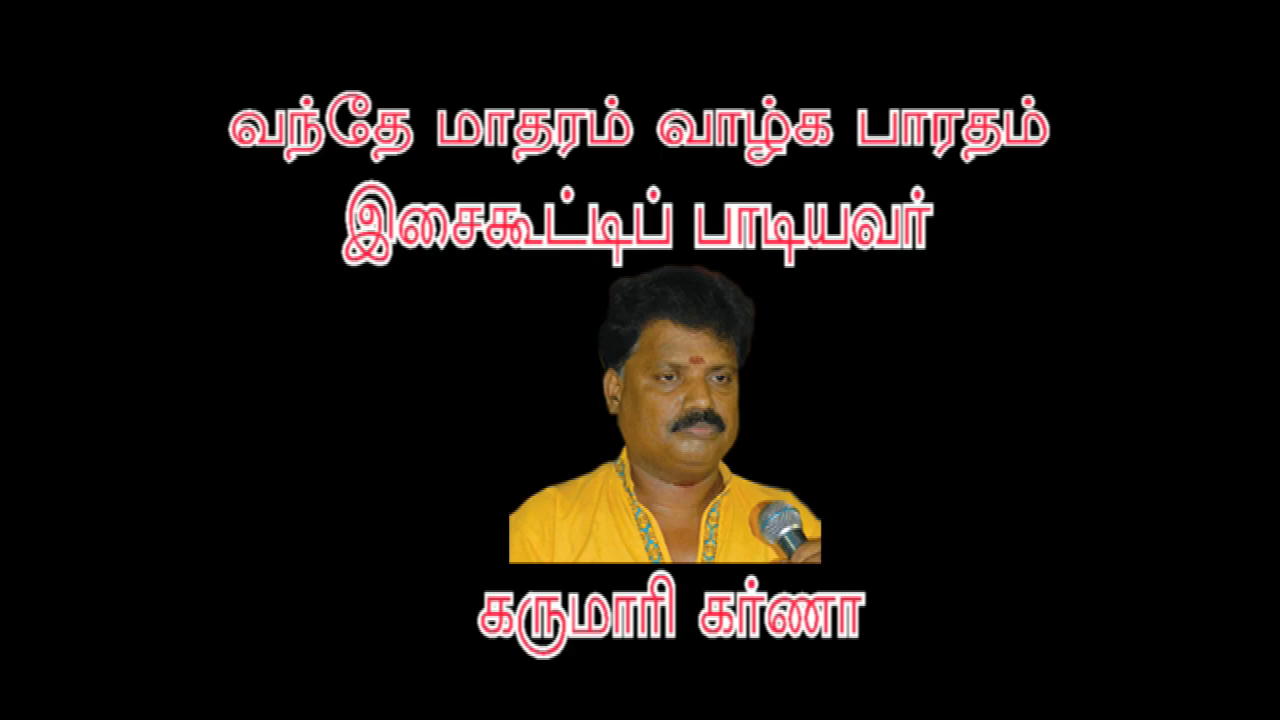 வந்தே மாதரம் வாழ்க பாரதம்
இசைகூட்டிப் பாடியவர்
கருமாரி கர்ணா